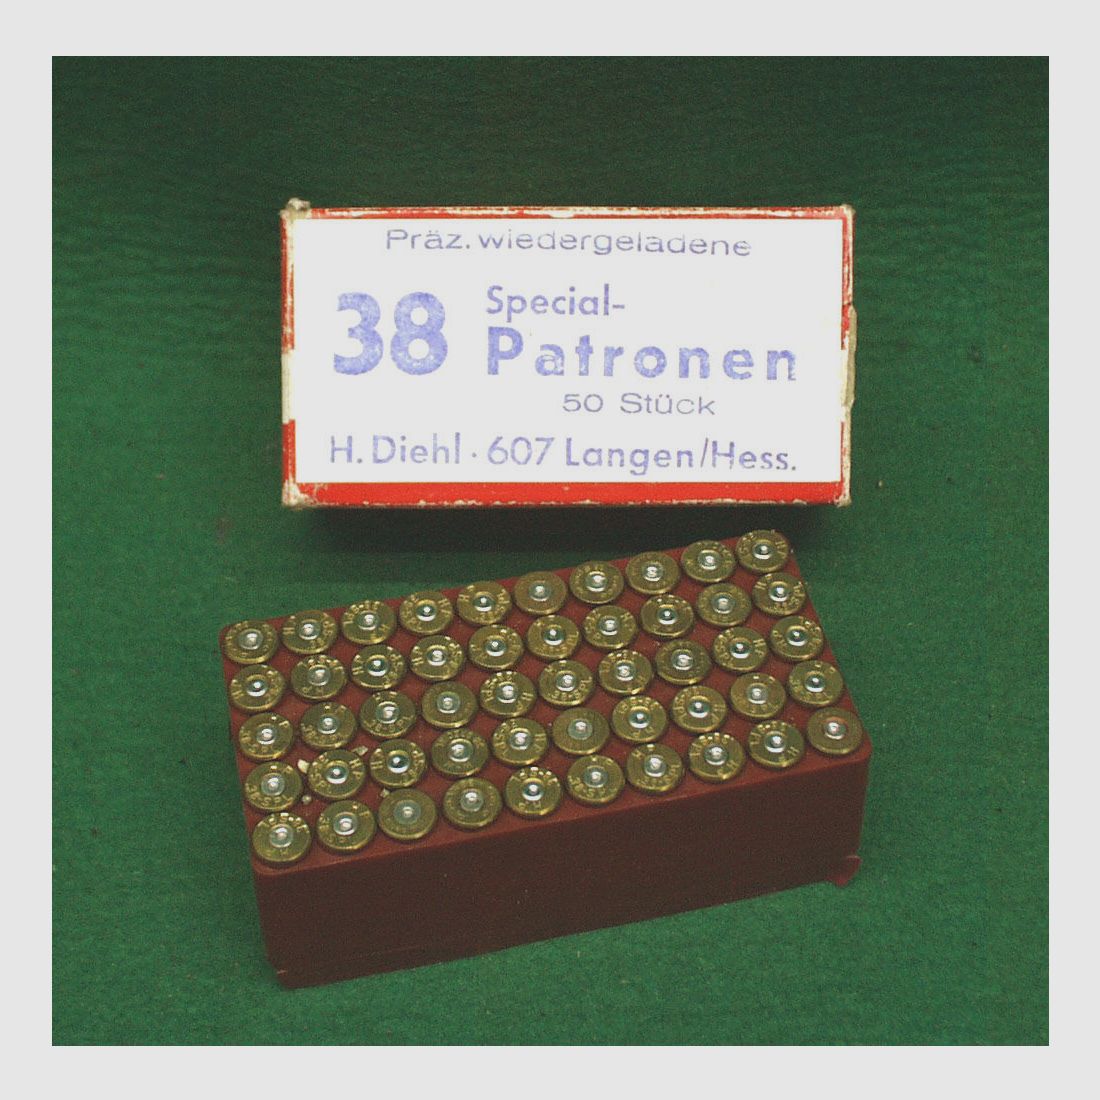 Präz. wiedergeladene
38 Special-
Patronen
50 Stück
H. Diehl · 607 Langen/Hess.